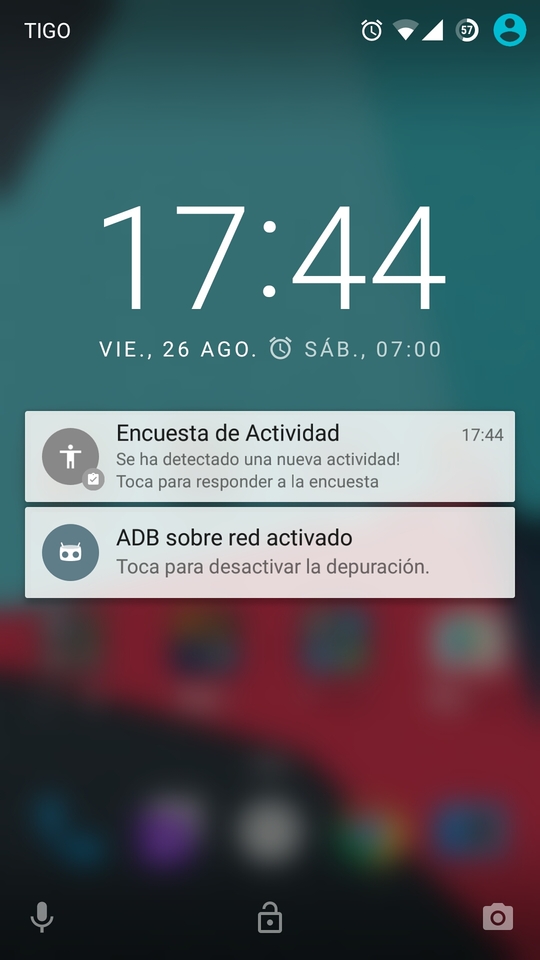 TIGO
57
17:44
VIE., 26 AGO. SÁB., 07:00
Encuesta de Actividad 17:44
Se ha detectado una nueva actividad!
Toca para responder a la encuesta
ADB sobre red activado
Toca para desactivar la depuración.